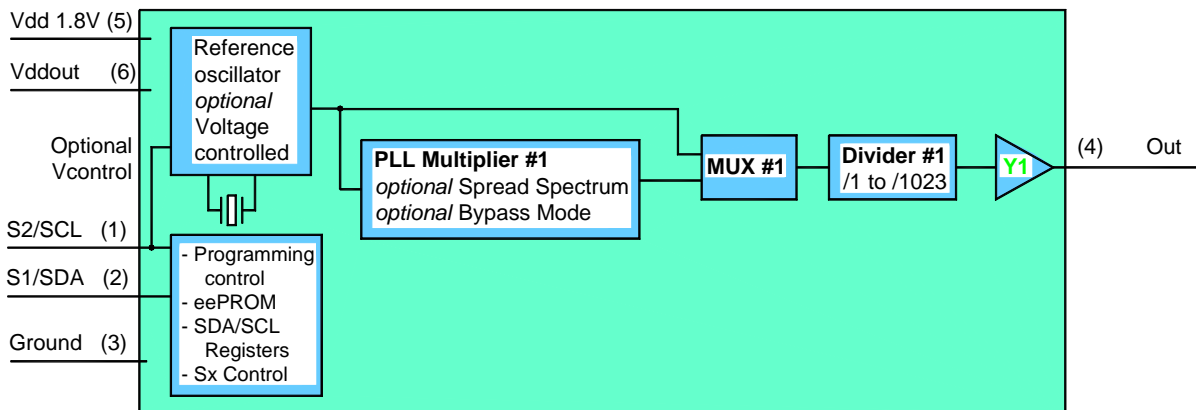 Vdd 1.8V (5)
Vddout (6)
Optional
Vcontrol
S2/SCL (1)
S1/SDA (2)
Ground (3)
Reference
oscillator
optional
Voltage
controlled
- Programming
control
- eePROM
- SDA/SCL
Registers
- Sx Control
PLL Multiplier #1
optional Spread Spectrum
optional Bypass Mode
MUX #1
Divider #1
/1 to /1023
Y1
(4) Out